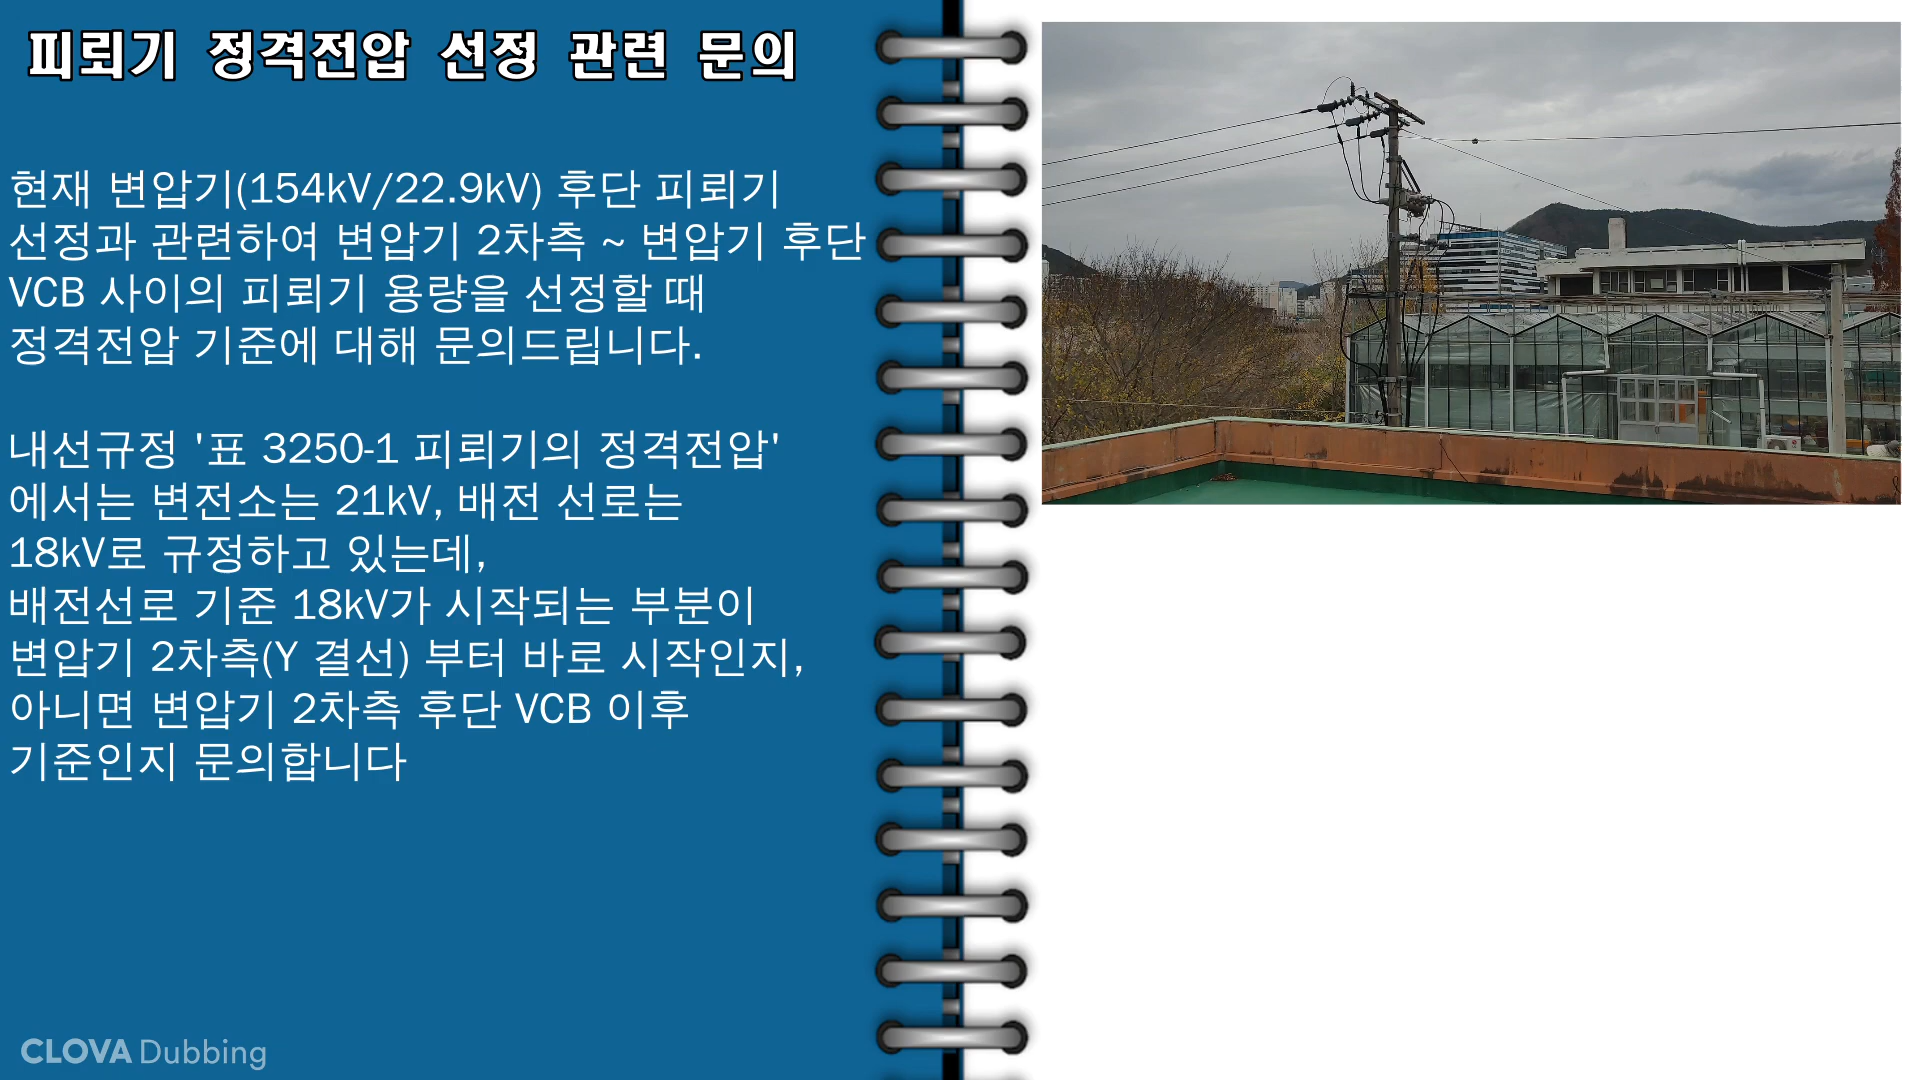 피뢰기 정격전압 선정 관련 문의
현재 변압기(154kV/22.9kV) 후단 피뢰기
선정과 관련하여 변압기 2차측 ~ 변압기 후단
VCB 사이의 피뢰기 용량을 선정할 때
정격전압 기준에 대해 문의드립니다.
내선규정 '표 3250-1 피뢰기의 정격전압'
에서는 변전소는 21kV, 배전 선로는
18kV로 규정하고 있는데,
배전선로 기준 18kV가 시작되는 부분이
변압기 2차측(Y 결선) 부터 바로 시작인지,
아니면 변압기 2차측 후단 VCB 이후
기준인지 문의합니다
CLOVA Dubbing